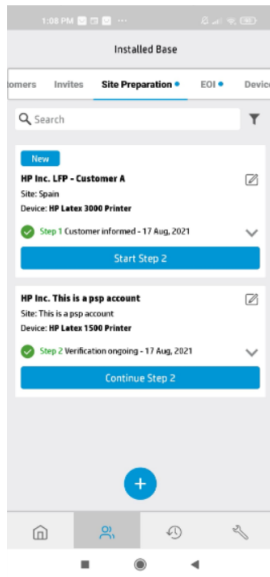 1:08 PM
Installed Base
tomers Invites Site Preparation EOI Device
Search
New
HP Inc. LFP - Customer A
Site: Spain
Device: HP Latex 3000 Printer
Step 1 Customer informed - 17 Aug, 2021
Start Step 2
HP Inc. This is a psp account
Site: This is a psp account
Device: HP Latex 1500 Printer
Step 2 Verification ongoing - 17 Aug, 2021
Continue Step 2